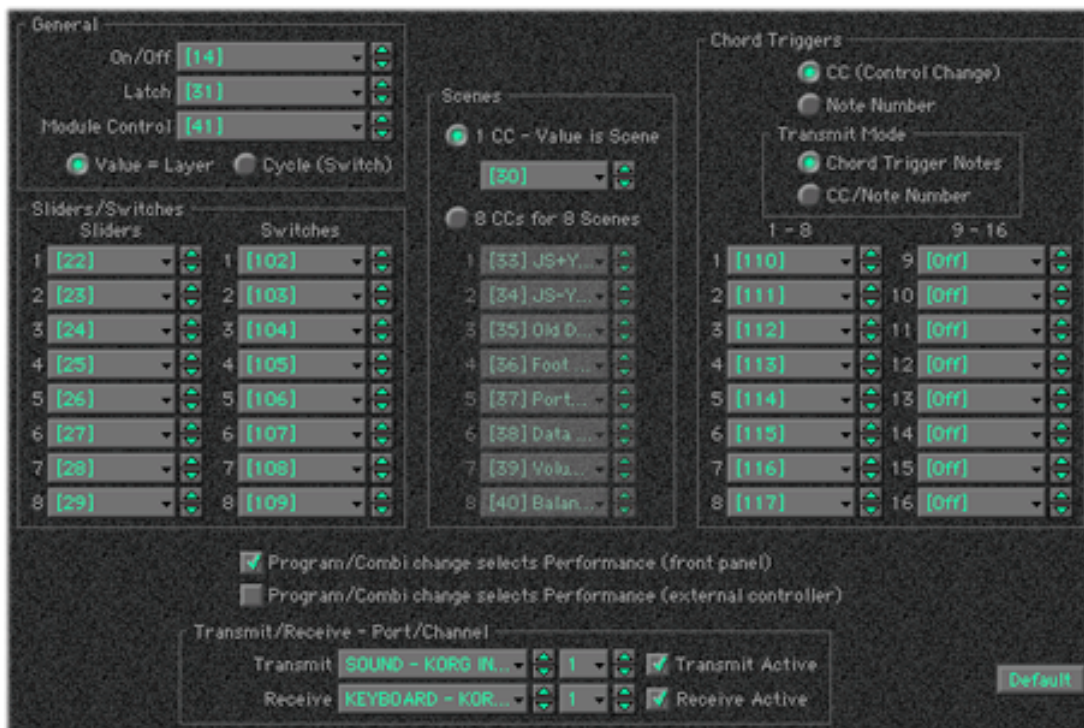 General
On/Off [14]
Latch [31]
Module Control [41]
Value = Layer Cycle (Switch)
Sliders/Switches
Sliders Switches
1 [22] 1 [102]
2 [23] 2 [103]
3 [24] 3 [104]
4 [25] 4 [105]
5 [26] 5 [106]
6 [27] 6 [107]
7 [28] 7 [108]
8 [29] 8 [109]
Scenes
1 CC - Value is Scene
[30]
8 CCs for 8 Scenes
1 [33] JS+Y...
2 [34] JS-Y...
3 [35] Old D...
4 [36] Foot ...
5 [37] Port...
6 [38] Data ...
7 [39] Volu...
8 [40] Balan...
Chord Triggers
CC (Control Change)
Note Number
Transmit Mode
Chord Trigger Notes
CC/Note Number
1 - 8 9 - 16
1 [110] 9 [Off]
2 [111] 10 [Off]
3 [112] 11 [Off]
4 [113] 12 [Off]
5 [114] 13 [Off]
6 [115] 14 [Off]
7 [116] 15 [Off]
8 [117] 16 [Off]
Program/Combi change selects Performance (front panel)
Program/Combi change selects Performance (external controller)
Transmit/Receive - Port/Channel
Transmit SOUND - KORG IN... 1 Transmit Active
Receive KEYBOARD - KOR... 1 Receive Active
Default